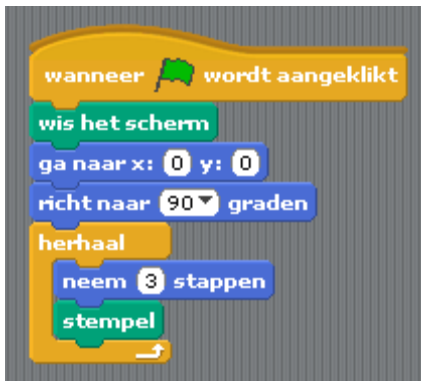 wanneer wordt aangeklikt
wis het scherm
ga naar x: 0 y: 0
richt naar 90 graden
herhaal
neem 3 stappen
stempel